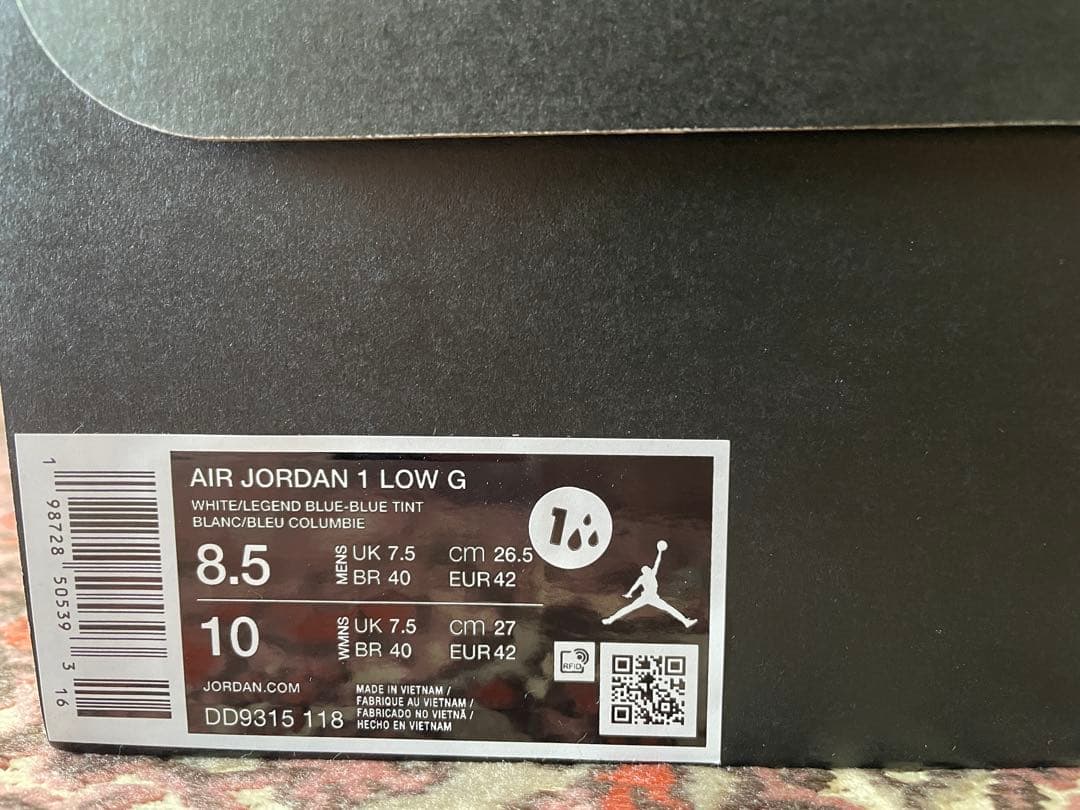 AIR JORDAN 1 LOW G
WHITE/LEGEND BLUE-BLUE TINT
BLANC/BLEU COLUMBIE
8.5 MENS UK 7.5 CM 26.5
BR 40 EUR 42
10 WMNS UK 7.5 CM 27
BR 40 EUR 42
JORDAN.COM
DD9315 118
MADE IN VIETNAM /
FABRIQUE AU VIETNAM /
FABRICADO NO VIETNÃ /
HECHO EN VIETNAM
1
RFID
1 98728 50539 3 16